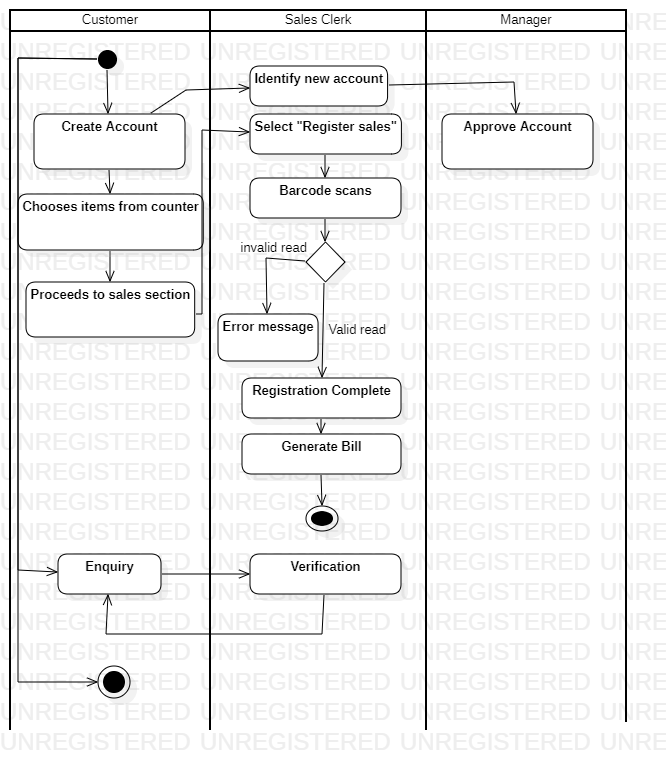 Customer
Sales Clerk
Manager
Identify new account
Create Account
Select "Register sales"
Approve Account
Barcode scans
Chooses items from counter
invalid read
Proceeds to sales section
Error message
Valid read
Registration Complete
Generate Bill
Enquiry
Verification
UNREGISTERED